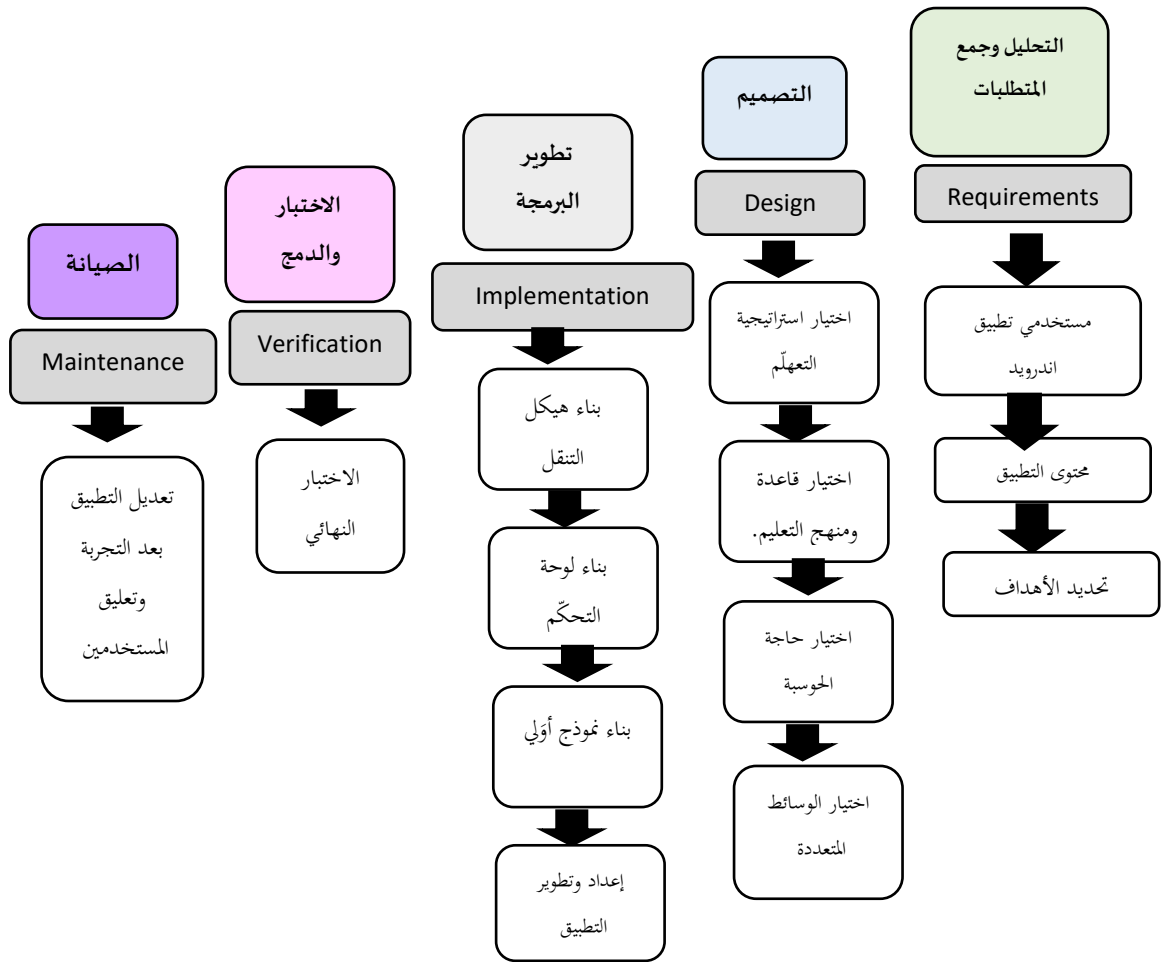 التحليل وجمع
المتطلبات
Requirements
مستخدمي تطبيق
اندرويد
محتوى التطبيق
تحديد الأهداف
التصميم
Design
اختيار استراتيجية
التعهلّم
اختيار قاعدة
ومنهج التعليم.
اختيار حاجة
الحوسبة
اختيار الوسائط
المتعددة
تطوير
البرمجة
Implementation
بناء هيكل
التنقل
بناء لوحة
التحكّم
بناء نموذج أوَلي
إعداد وتطوير
التطبيق
الاختبار
والدمج
Verification
الاختبار
النهائي
الصيانة
Maintenance
تعديل التطبيق
بعد التجربة
وتعليق
المستخدمين